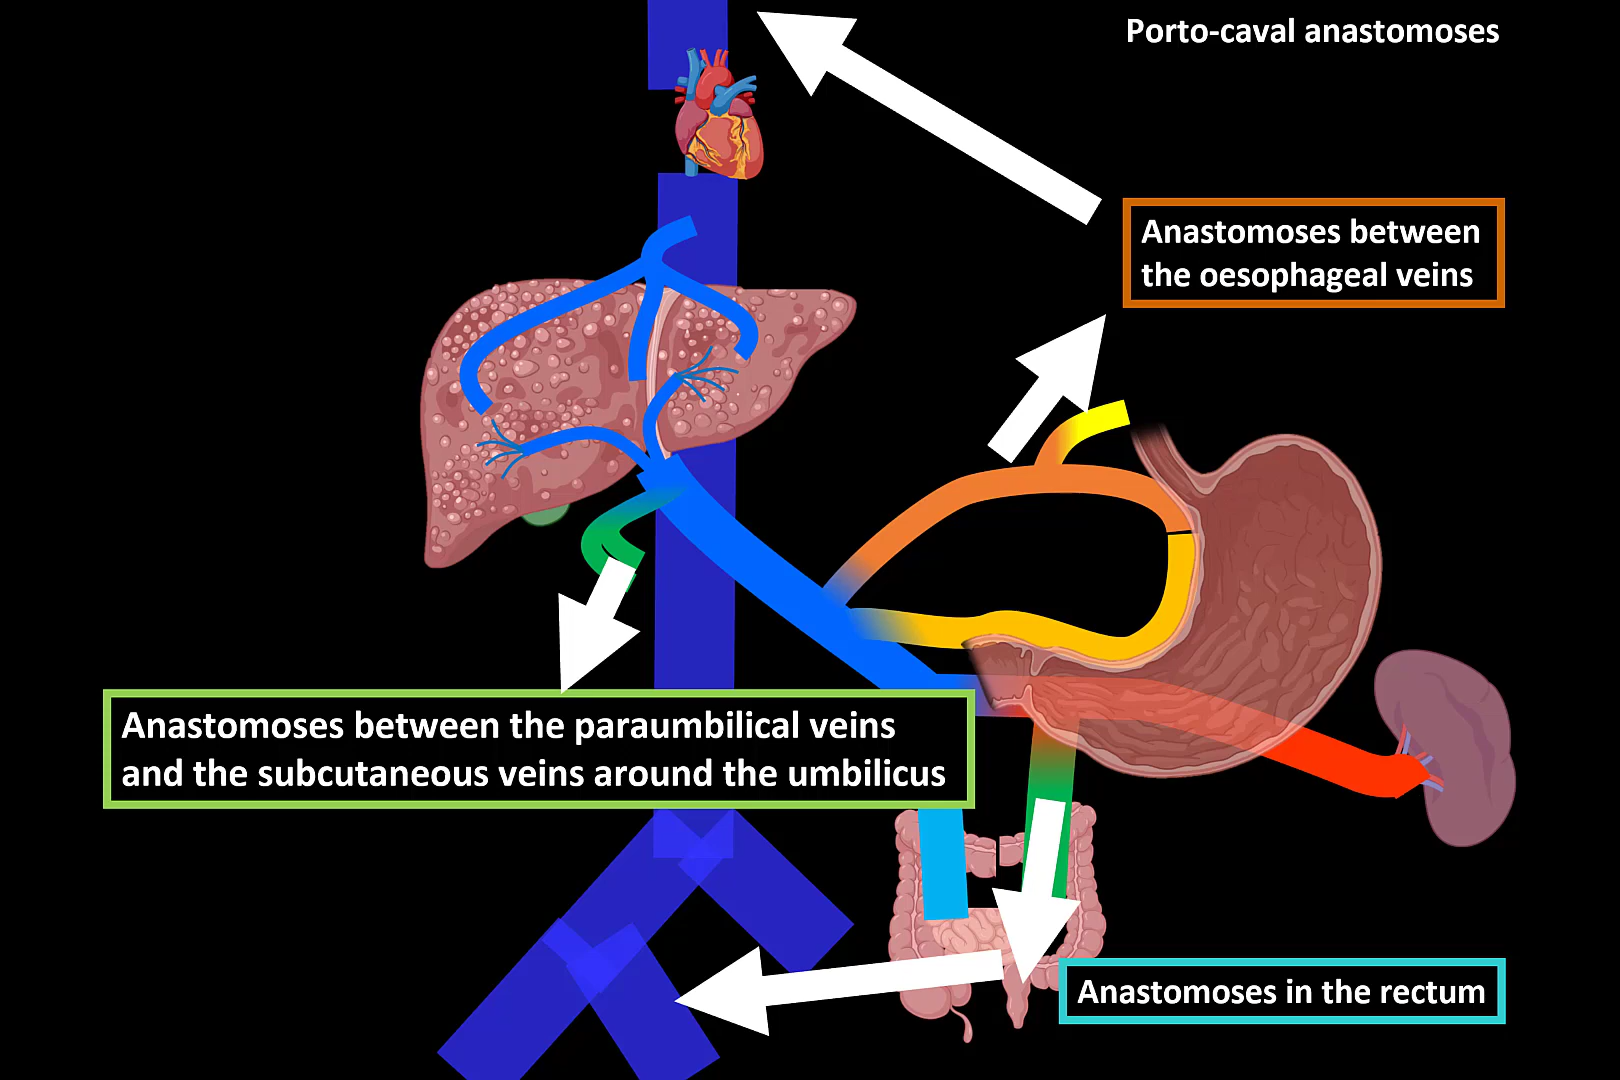 Porto-caval anastomoses
Anastomoses between
the oesophageal veins
Anastomoses between the paraumbilical veins
and the subcutaneous veins around the umbilicus
Anastomoses in the rectum